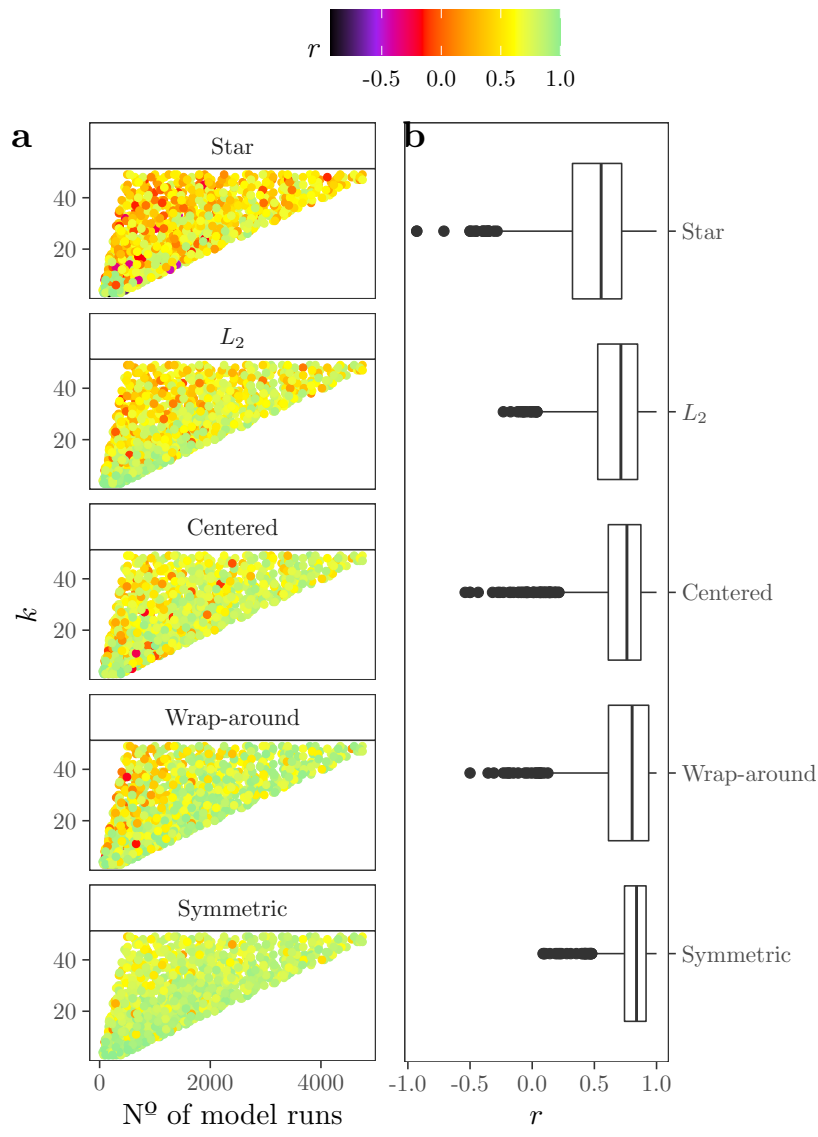 r
-0.5 0.0 0.5 1.0
a
b
Star
40
20
L₂
40
20
Centered
40
20
k
Wrap-around
40
20
Symmetric
40
20
0 2000 4000
Nº of model runs
Star
L₂
Centered
Wrap-around
Symmetric
-1.0 -0.5 0.0 0.5 1.0
r